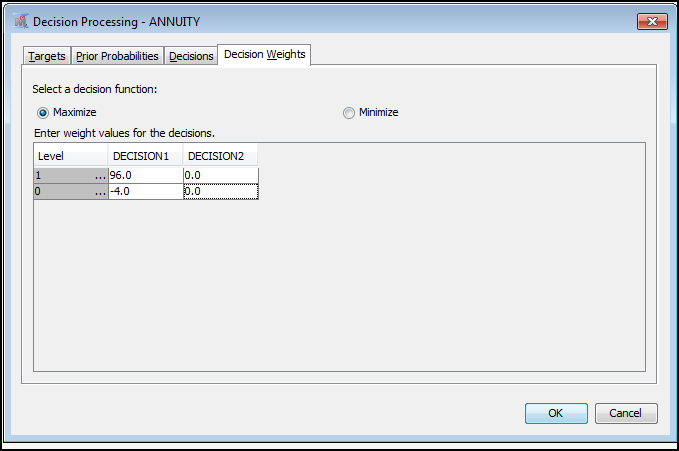 Decision Processing - ANNUITY
Targets Prior Probabilities Decisions Decision Weights
Select a decision function:
Maximize Minimize
Enter weight values for the decisions.
Level DECISION1 DECISION2
1 ... 96.0 0.0
0 ... -4.0 0.0
OK Cancel